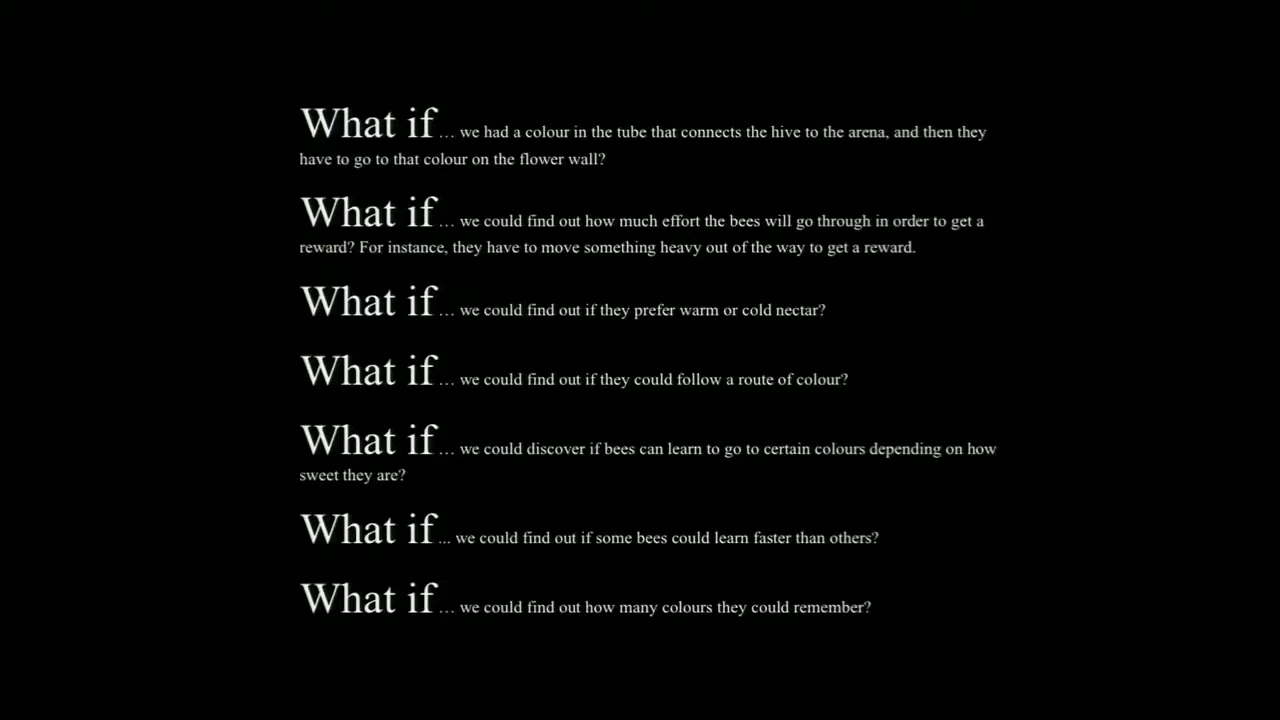 What if … we had a colour in the tube that connects the hive to the arena, and then they
have to go to that colour on the flower wall?
What if … we could find out how much effort the bees will go through in order to get a
reward? For instance, they have to move something heavy out of the way to get a reward.
What if … we could find out if they prefer warm or cold nectar?
What if … we could find out if they could follow a route of colour?
What if … we could discover if bees can learn to go to certain colours depending on how
sweet they are?
What if ... we could find out if some bees could learn faster than others?
What if … we could find out how many colours they could remember?